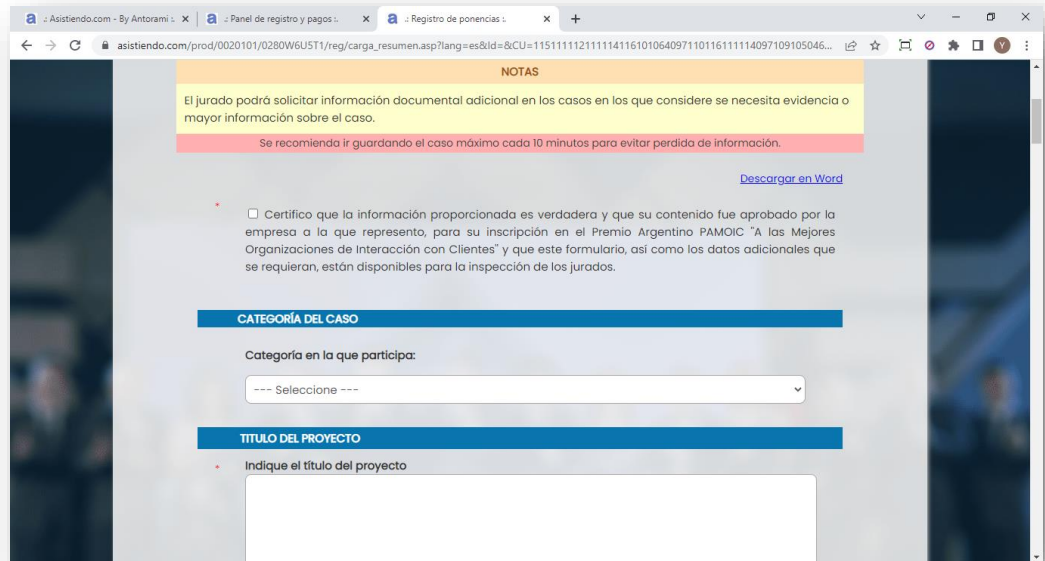 .: Asistiendo.com - By Antorami :.
.: Panel de registro y pagos :.
.: Registro de ponencias :.
asistiendo.com/prod/0020101/0280W6U5T1/reg/carga_resumen.asp?lang=es&Id=&CU=1151111121111141161010640971101161111140971091050​46...
Y
NOTAS
El jurado podrá solicitar información documental adicional en los casos en los que considere se necesita evidencia o
mayor información sobre el caso.
Se recomienda ir guardando el caso máximo cada 10 minutos para evitar perdida de información.
Descargar en Word
* Certifico que la información proporcionada es verdadera y que su contenido fue aprobado por la
empresa a la que represento, para su inscripción en el Premio Argentino PAMOIC "A las Mejores
Organizaciones de Interacción con Clientes" y que este formulario, así como los datos adicionales que
se requieran, están disponibles para la inspección de los jurados.
CATEGORÍA DEL CASO
Categoría en la que participa:
--- Seleccione ---
TITULO DEL PROYECTO
* Indique el título del proyecto